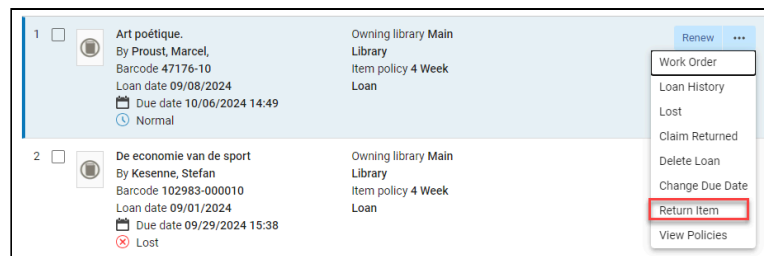 1
Art poétique.
By Proust, Marcel,
Barcode 47176-10
Loan date 09/08/2024
Due date 10/06/2024 14:49
Normal
Owning library Main
Library
Item policy 4 Week
Loan
Renew ...
Work Order
Loan History
Lost
Claim Returned
Delete Loan
Change Due Date
Return Item
View Policies
2
De economie van de sport
By Kesenne, Stefan
Barcode 102983-000010
Loan date 09/01/2024
Due date 09/29/2024 15:38
Lost
Owning library Main
Library
Item policy 4 Week
Loan